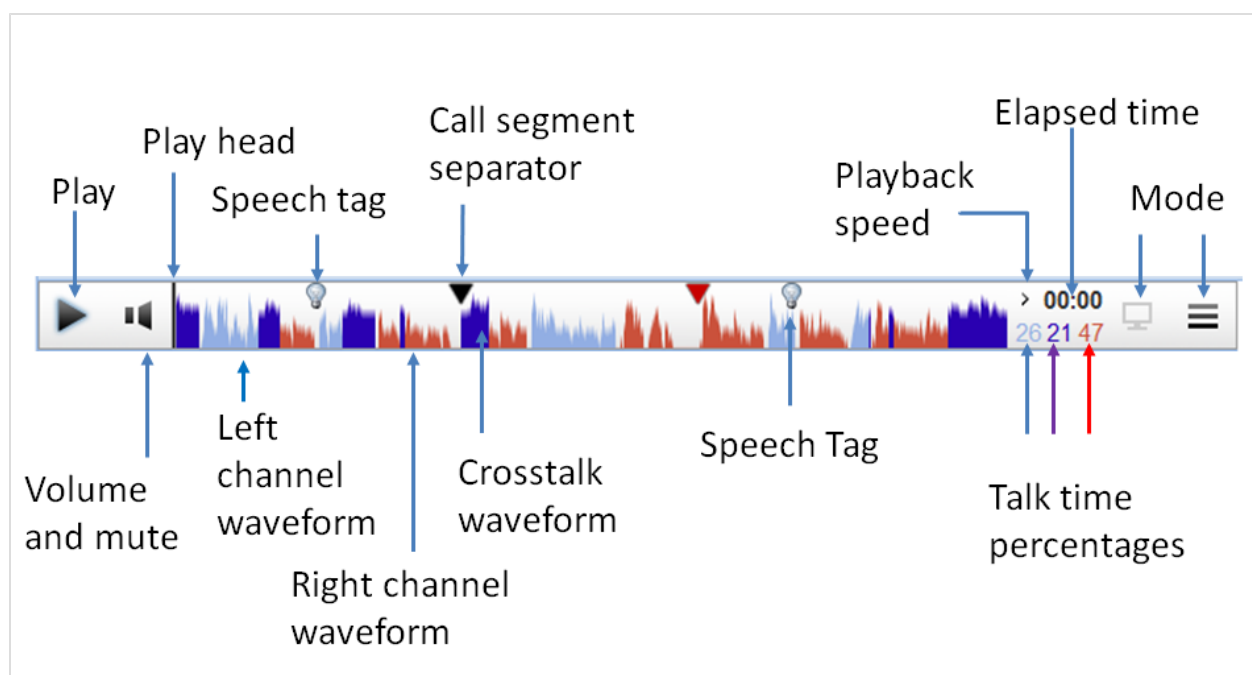 Elapsed time
Call segment
separator
Play head
Playback
speed
Play
Speech tag
Mode
> 00:00
26 21 47
Left
channel
waveform
Speech Tag
Crosstalk
waveform
Volume
and mute
Talk time
percentages
Right channel
waveform